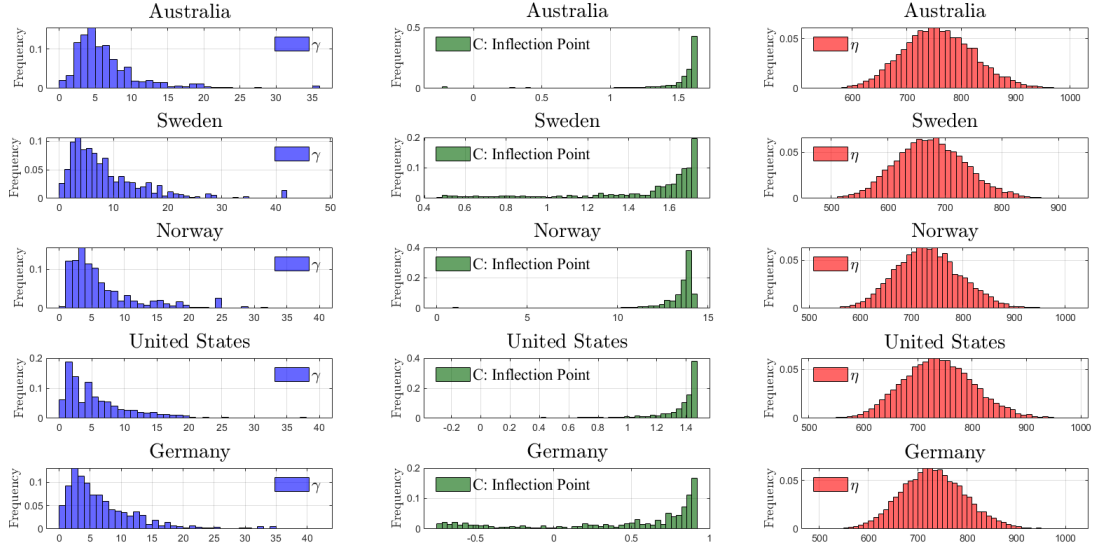 Australia Australia Australia
Frequency 0.1 0 γ 0 5 10 15 20 25 30 35
Frequency 0.5 0 C: Inflection Point 0 0.5 1 1.5
Frequency 0.05 0 η 600 700 800 900 1000
Sweden Sweden Sweden
Frequency 0.1 0.05 0 γ 0 10 20 30 40 50
Frequency 0.2 0.1 0 C: Inflection Point 0.4 0.6 0.8 1 1.2 1.4 1.6
Frequency 0.05 0 η 500 600 700 800 900
Norway Norway Norway
Frequency 0.1 0 γ 0 5 10 15 20 25 30 35 40
Frequency 0.4 0.2 0 C: Inflection Point 0 5 10 15
Frequency 0.05 0 η 500 600 700 800 900 1000
United States United States United States
Frequency 0.2 0.1 0 γ 0 5 10 15 20 25 30 35 40
Frequency 0.4 0.2 0 C: Inflection Point -0.2 0 0.2 0.4 0.6 0.8 1 1.2 1.4
Frequency 0.05 0 η 500 600 700 800 900 1000
Germany Germany Germany
Frequency 0.1 0.05 0 γ 0 10 20 30 40
Frequency 0.2 0.1 0 C: Inflection Point -0.5 0 0.5 1
Frequency 0.05 0 η 500 600 700 800 900 1000